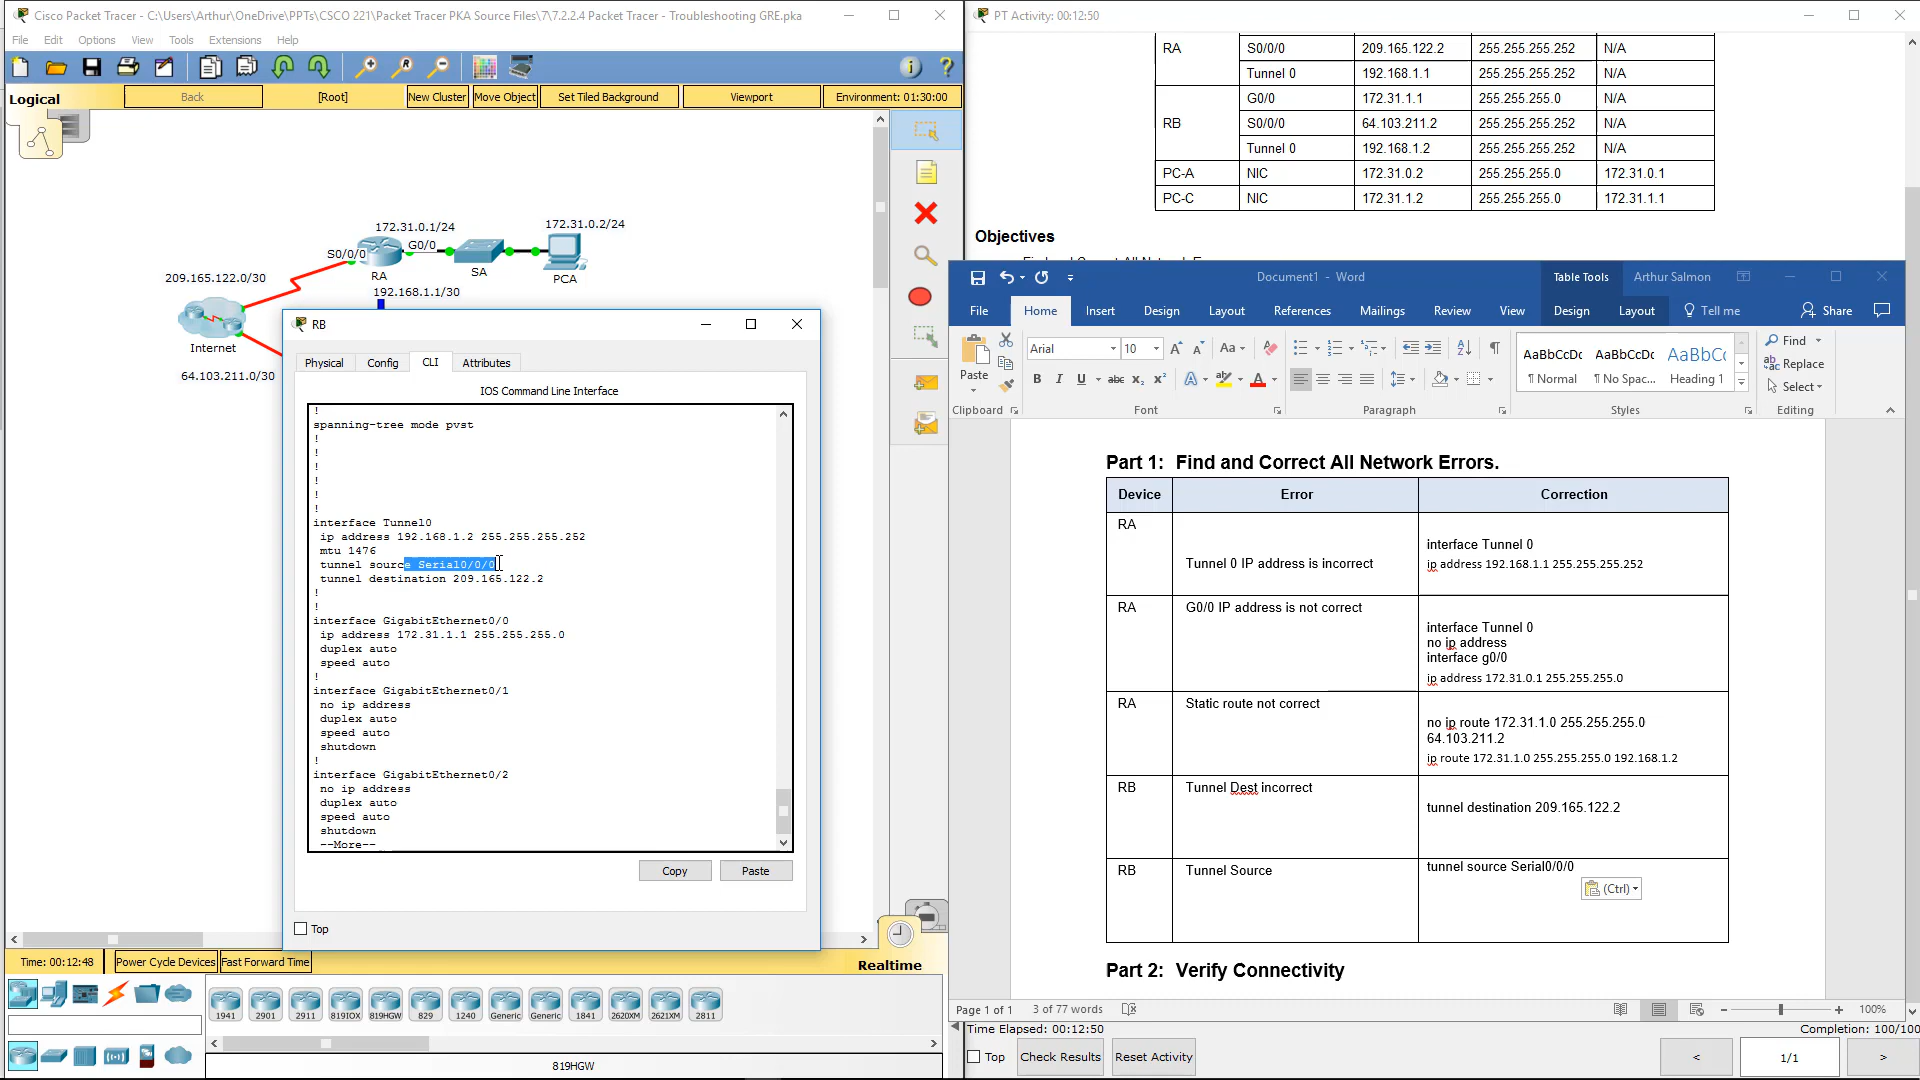 Cisco Packet Tracer - C:\Users\Arthur\OneDrive\PPTs\CSCO 221\Packet Tracer PKA Source Files\7\7.2.2.4 Packet Tracer - Troubleshooting GRE.pka
File Edit Options View Tools Extensions Help
Logical Back [Root] New Cluster Move Object Set Tiled Background Viewport Environment: 01:30:00
172.31.0.1/24
172.31.0.2/24
S0/0/0 G0/0
RA SA PCA
209.165.122.0/30
192.168.1.1/30
Internet
64.103.211.0/30
RB
Physical Config CLI Attributes
IOS Command Line Interface
!
spanning-tree mode pvst
!
!
!
!
!
!
interface Tunnel0
ip address 192.168.1.2 255.255.255.252
mtu 1476
tunnel source Serial0/0/0
tunnel destination 209.165.122.2
!
!
interface GigabitEthernet0/0
ip address 172.31.1.1 255.255.255.0
duplex auto
speed auto
!
interface GigabitEthernet0/1
no ip address
duplex auto
speed auto
shutdown
!
interface GigabitEthernet0/2
no ip address
duplex auto
speed auto
shutdown
--More--
Copy Paste
Top
Time: 00:12:48 Power Cycle Devices Fast Forward Time Realtime
1941 2901 2911 819IOX 819HGW 829 1240 Generic Generic 1841 2620XM 2621XM 2811
819HGW
PT Activity: 00:12:50
RA S0/0/0 209.165.122.2 255.255.255.252 N/A
Tunnel 0 192.168.1.1 255.255.255.252 N/A
RB G0/0 172.31.1.1 255.255.255.0 N/A
S0/0/0 64.103.211.2 255.255.255.252 N/A
Tunnel 0 192.168.1.2 255.255.255.252 N/A
PC-A NIC 172.31.0.2 255.255.255.0 172.31.0.1
PC-C NIC 172.31.1.2 255.255.255.0 172.31.1.1
Objectives
Document1 - Word Table Tools Arthur Salmon
File Home Insert Design Layout References Mailings Review View Design Layout Tell me Share
Paste Arial 10 Aa
B I U abc x₂ x² A
AaBbCcDc AaBbCcDc AaBbCc
¶ Normal ¶ No Spac... Heading 1
Find
Replace
Select
Clipboard Font Paragraph Styles Editing
Part 1: Find and Correct All Network Errors.
Device Error Correction
RA Tunnel 0 IP address is incorrect
interface Tunnel 0
ip address 192.168.1.1 255.255.255.252
RA G0/0 IP address is not correct
interface Tunnel 0
no ip address
interface g0/0
ip address 172.31.0.1 255.255.255.0
RA Static route not correct
no ip route 172.31.1.0 255.255.255.0
64.103.211.2
ip route 172.31.1.0 255.255.255.0 192.168.1.2
RB Tunnel Dest incorrect
tunnel destination 209.165.122.2
RB Tunnel Source
tunnel source Serial0/0/0
(Ctrl)
Part 2: Verify Connectivity
Page 1 of 1 3 of 77 words 100%
Time Elapsed: 00:12:50 Completion: 100/100
Top Check Results Reset Activity < 1/1 >